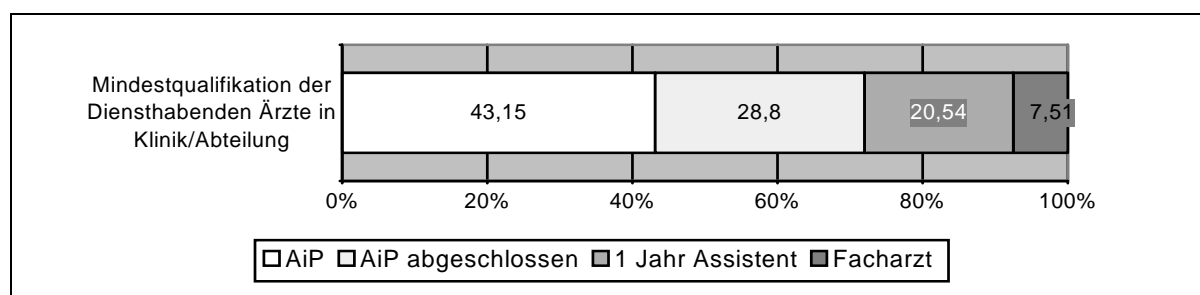 Mindestqualifikation der
Diensthabenden Ärzte in
Klinik/Abteilung
43,15 28,8 20,54 7,51
0% 20% 40% 60% 80% 100%
AiP AiP abgeschlossen 1 Jahr Assistent Facharzt